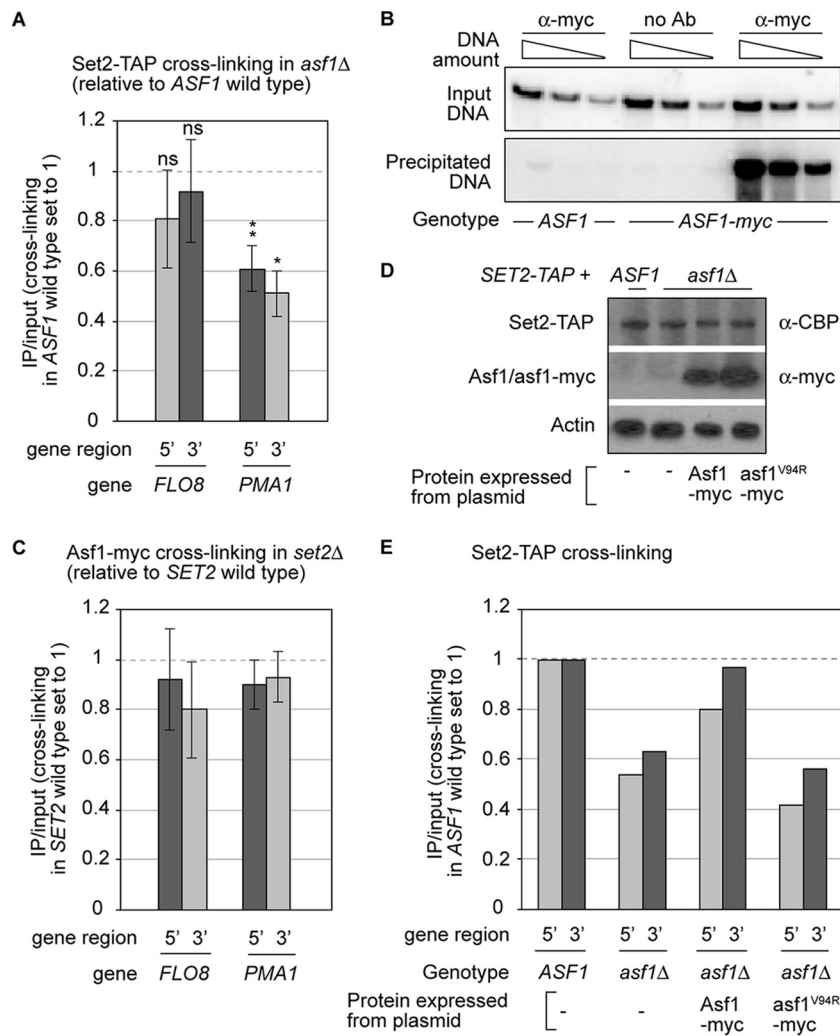 A
Set2-TAP cross-linking in asf1Δ
(relative to ASF1 wild type)
IP/input (cross-linking
in ASF1 wild type set to 1)
1.2
1
0.8
0.6
0.4
0.2
0
ns
ns
**
*
gene region 5’ 3’ 5’ 3’
gene FLO8 PMA1
B
α-myc no Ab α-myc
DNA
amount
Input
DNA
Precipitated
DNA
Genotype ASF1 ASF1-myc
D
SET2-TAP + ASF1 asf1Δ
Set2-TAP α-CBP
Asf1/asf1-myc α-myc
Actin
Protein expressed
from plasmid
- - Asf1 asf1V94R
-myc -myc
C
Asf1-myc cross-linking in set2Δ
(relative to SET2 wild type)
IP/input (cross-linking
in SET2 wild type set to 1)
1.2
1
0.8
0.6
0.4
0.2
0
gene region 5’ 3’ 5’ 3’
gene FLO8 PMA1
E
Set2-TAP cross-linking
IP/input (cross-linking
in ASF1 wild type set to 1)
1.2
1
0.8
0.6
0.4
0.2
0
gene region 5’ 3’ 5’ 3’ 5’ 3’ 5’ 3’
Genotype ASF1 asf1Δ asf1Δ asf1Δ
Protein expressed
from plasmid
- - Asf1 asf1V94R
-myc -myc